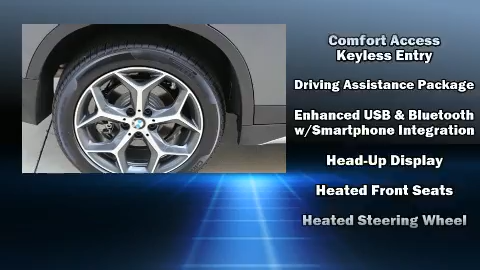 Comfort Access
Keyless Entry
Driving Assistance Package
Enhanced USB & Bluetooth
w/Smartphone Integration
Head-Up Display
Heated Front Seats
Heated Steering Wheel